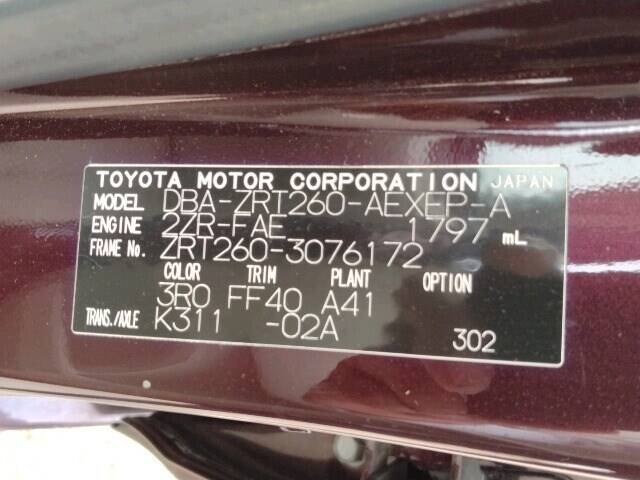 TOYOTA MOTOR CORPORATION JAPAN
MODEL DBA-ZRT260-AEXEP-A
ENGINE 2ZR-FAE 1797 mL
FRAME No. ZRT260-3076172
COLOR TRIM PLANT OPTION
3R0 FF40 A41
TRANS./AXLE K311 -02A
302